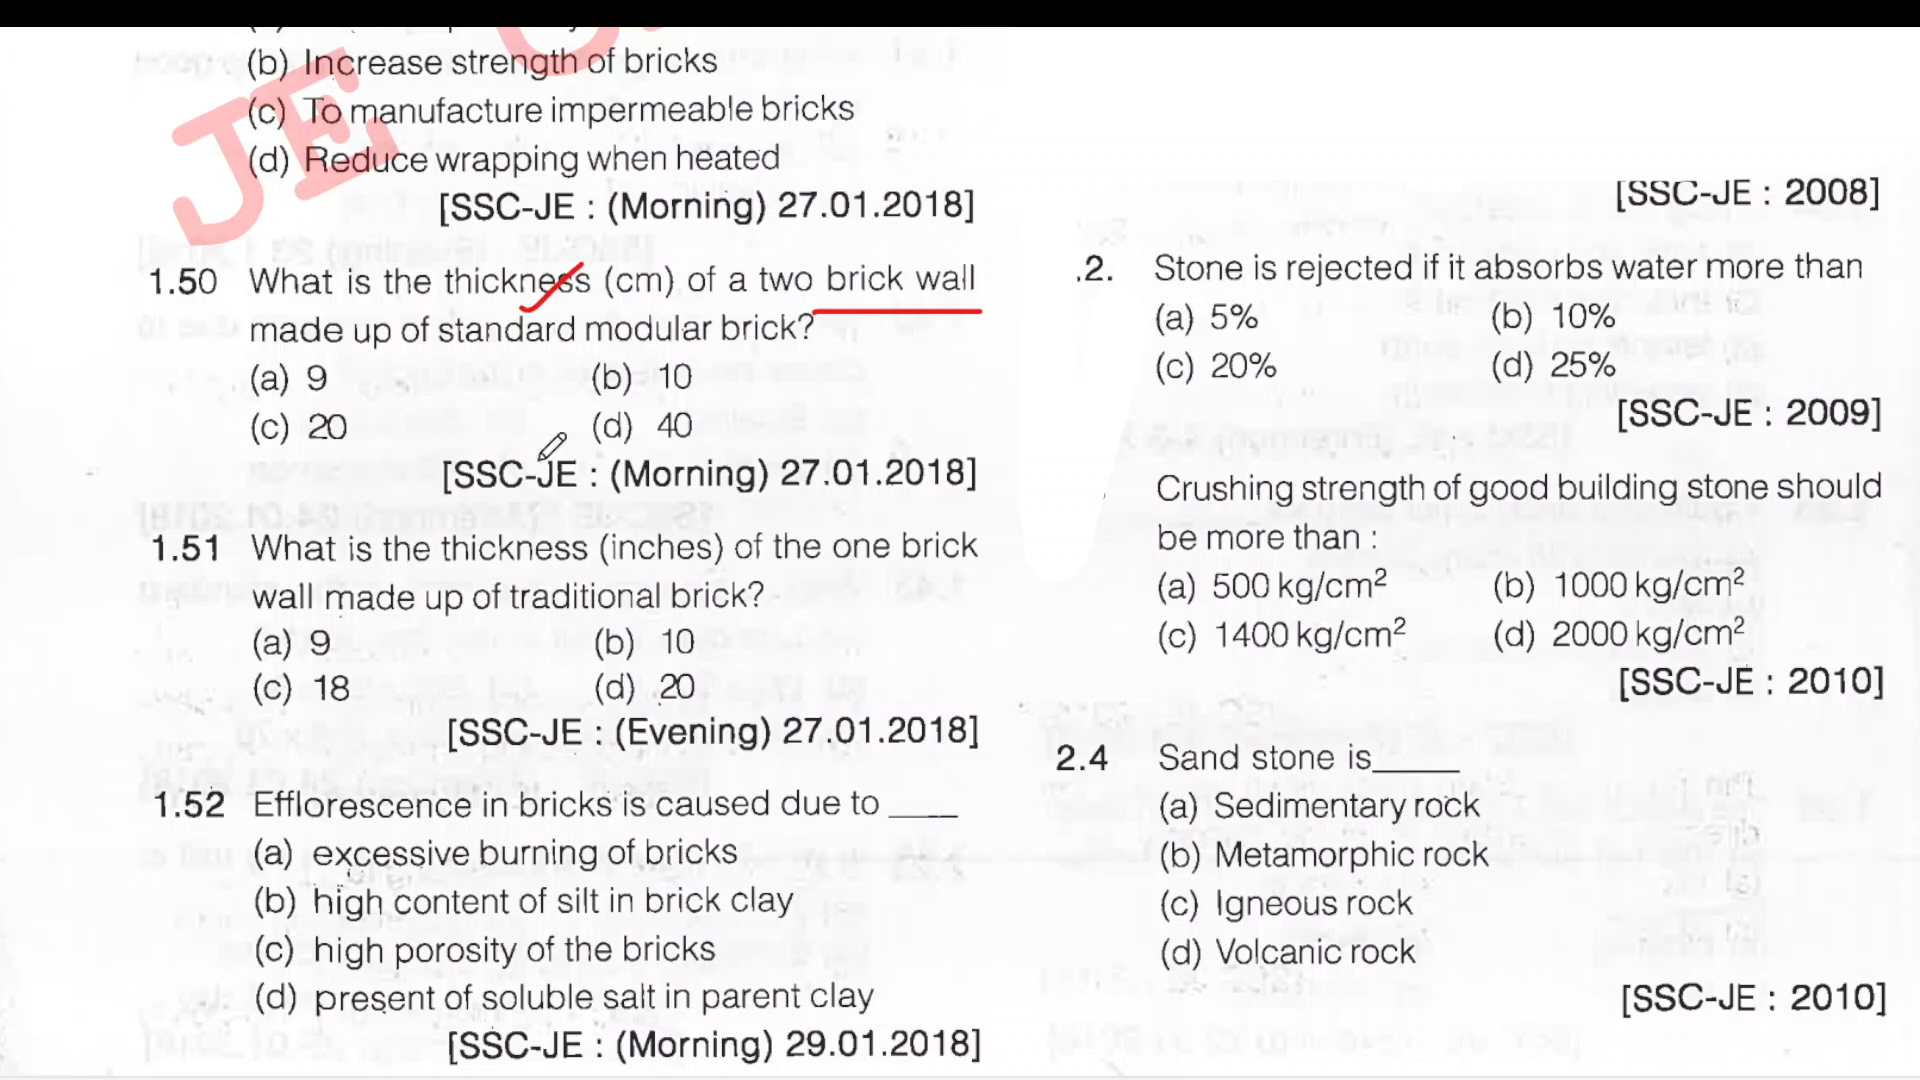 JE
(b) Increase strength of bricks
(c) To manufacture impermeable bricks
(d) Reduce wrapping when heated
[SSC-JE : (Morning) 27.01.2018]
1.50 What is the thickness (cm) of a two brick wall
made up of standard modular brick?
(a) 9 (b) 10
(c) 20 (d) 40
[SSC-JE : (Morning) 27.01.2018]
1.51 What is the thickness (inches) of the one brick
wall made up of traditional brick?
(a) 9 (b) 10
(c) 18 (d) 20
[SSC-JE : (Evening) 27.01.2018]
1.52 Efflorescence in bricks is caused due to ____
(a) excessive burning of bricks
(b) high content of silt in brick clay
(c) high porosity of the bricks
(d) present of soluble salt in parent clay
[SSC-JE : (Morning) 29.01.2018]
[SSC-JE : 2008]
.2. Stone is rejected if it absorbs water more than
(a) 5% (b) 10%
(c) 20% (d) 25%
[SSC-JE : 2009]
Crushing strength of good building stone should
be more than :
(a) 500 kg/cm² (b) 1000 kg/cm²
(c) 1400 kg/cm² (d) 2000 kg/cm²
[SSC-JE : 2010]
2.4 Sand stone is_____
(a) Sedimentary rock
(b) Metamorphic rock
(c) Igneous rock
(d) Volcanic rock
[SSC-JE : 2010]